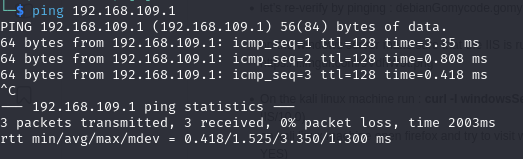 $ ping 192.168.109.1
PING 192.168.109.1 (192.168.109.1) 56(84) bytes of data.
64 bytes from 192.168.109.1: icmp_seq=1 ttl=128 time=3.35 ms
64 bytes from 192.168.109.1: icmp_seq=2 ttl=128 time=0.808 ms
64 bytes from 192.168.109.1: icmp_seq=3 ttl=128 time=0.418 ms
^C
--- 192.168.109.1 ping statistics ---
3 packets transmitted, 3 received, 0% packet loss, time 2003ms
rtt min/avg/max/mdev = 0.418/1.525/3.350/1.300 ms